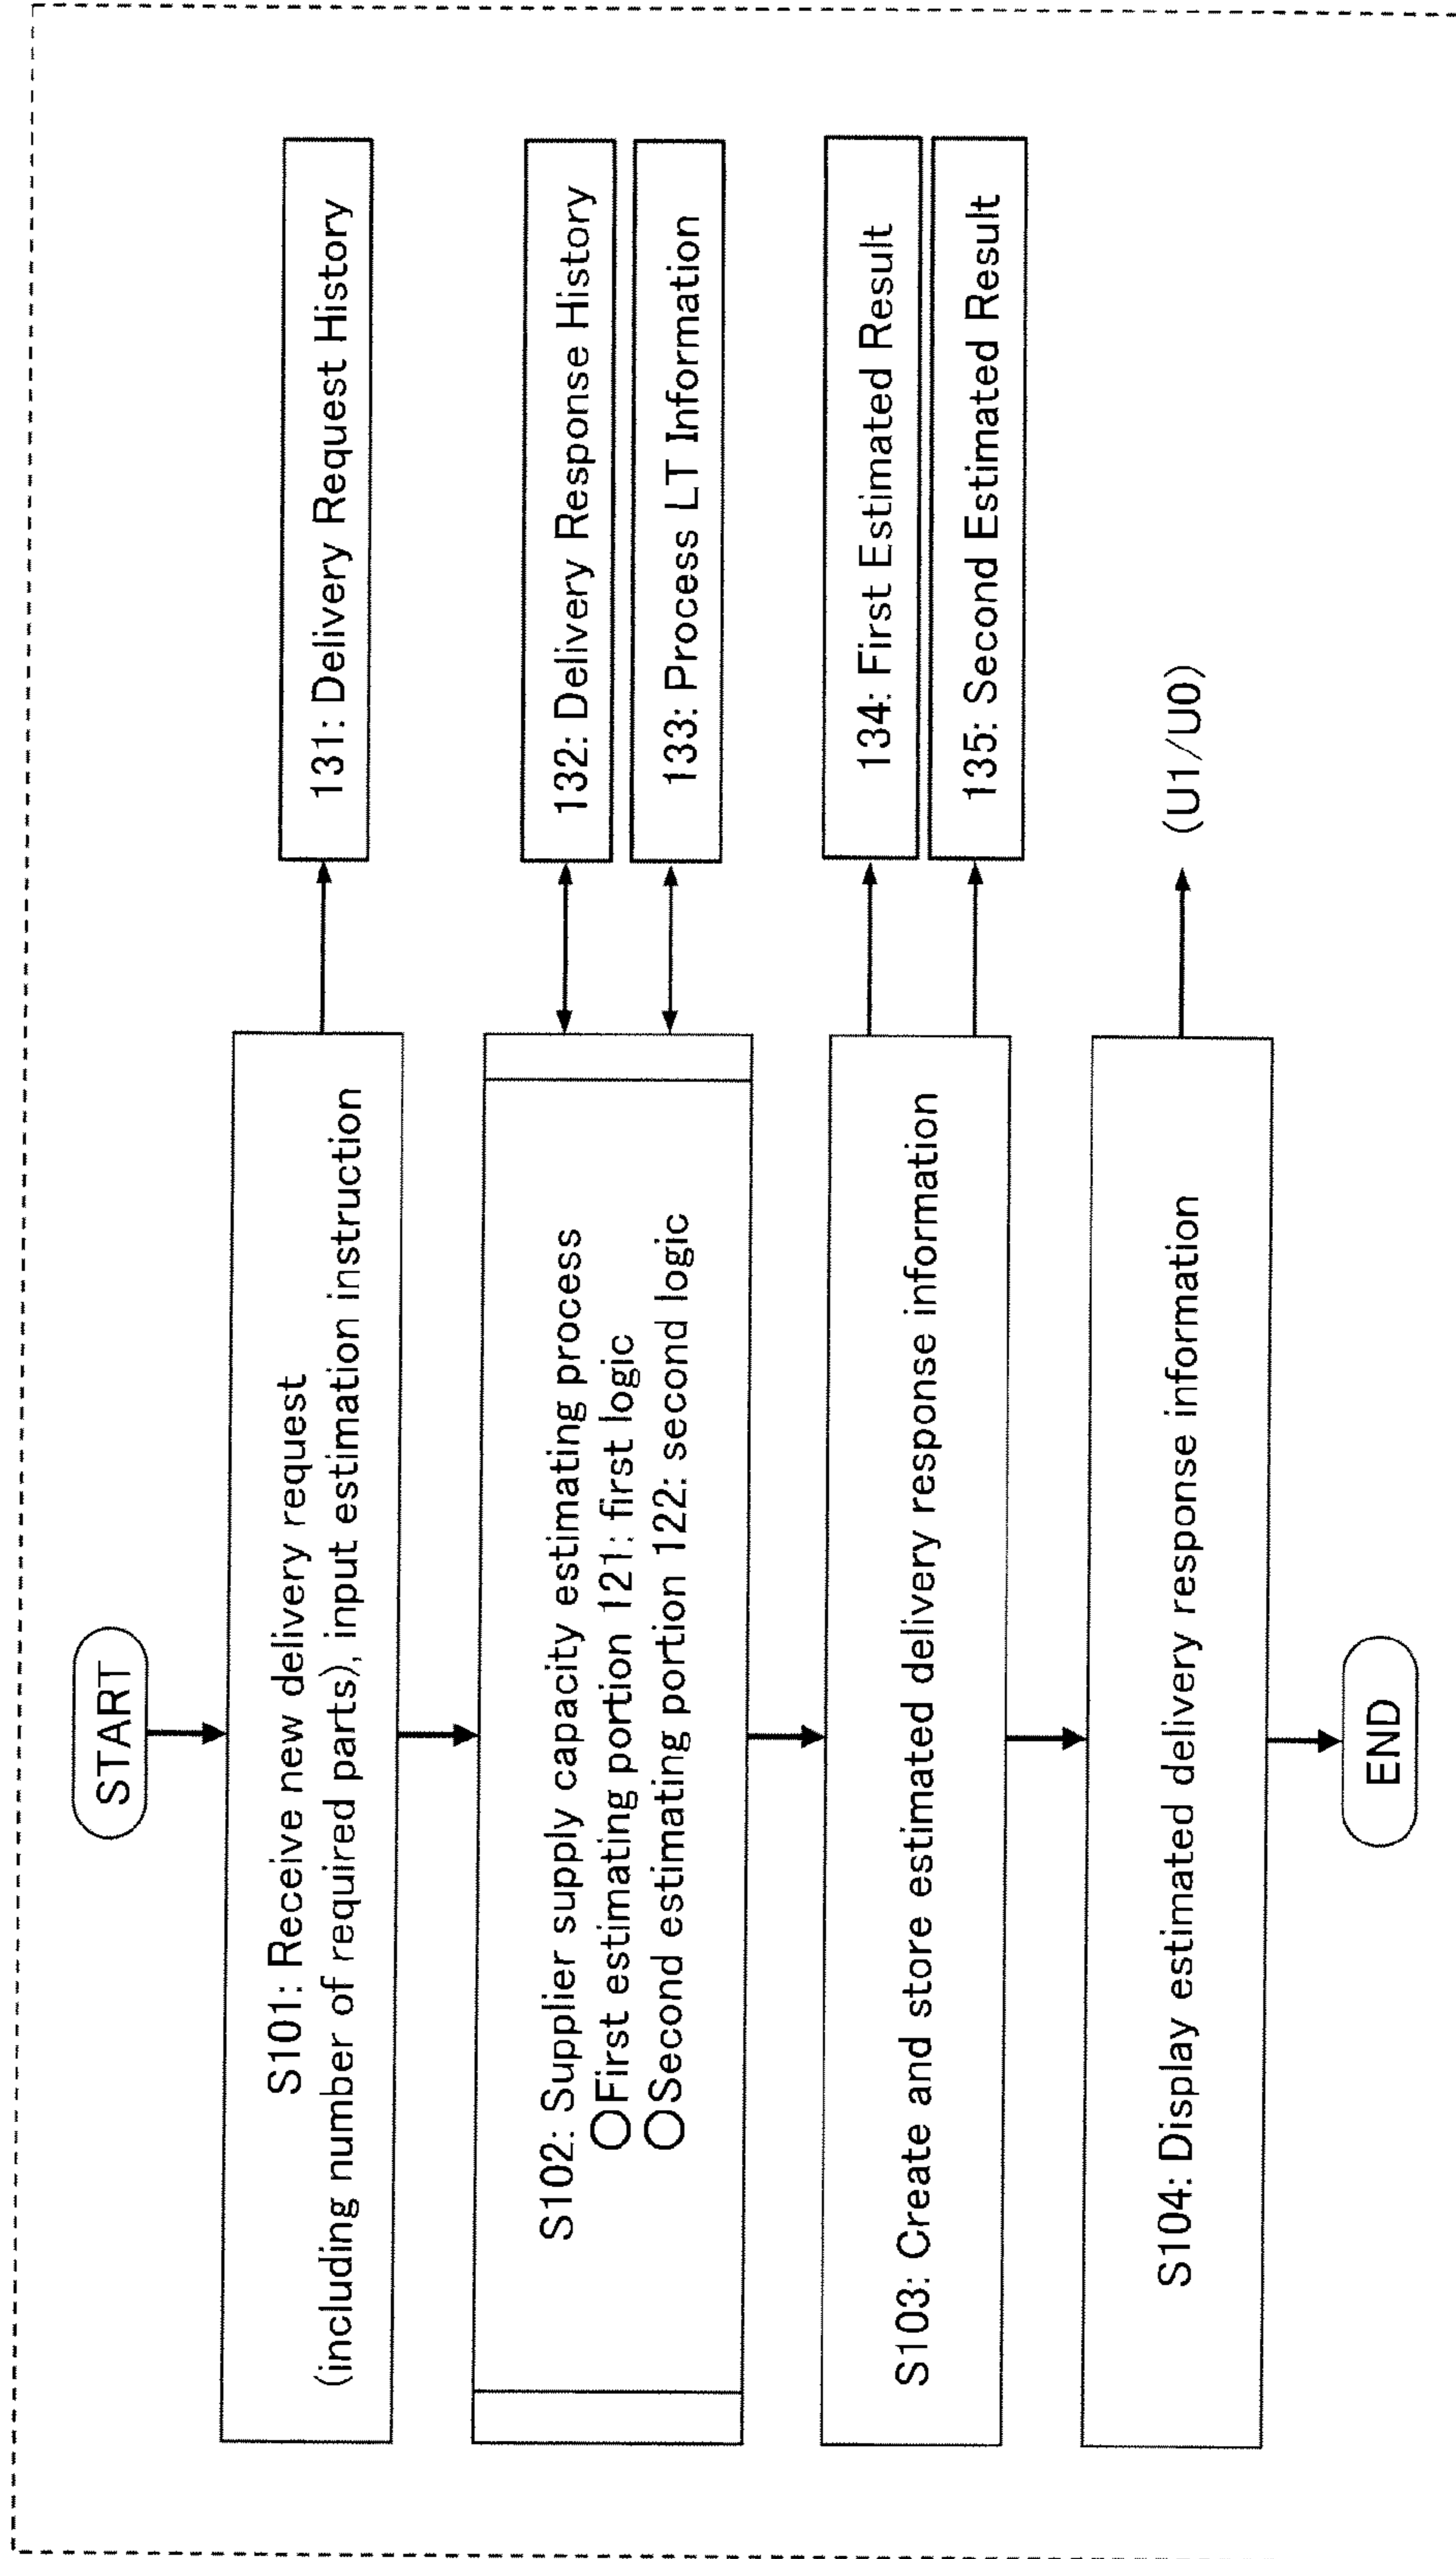 START
S101: Receive new delivery request
(including number of required parts), input estimation instruction
131: Delivery Request History
S102: Supplier supply capacity estimating process
○First estimating portion 121: first logic
○Second estimating portion 122: second logic
132: Delivery Response History
133: Process LT Information
S103: Create and store estimated delivery response information
134: First Estimated Result
135: Second Estimated Result
S104: Display estimated delivery response information
(U1/U0)
END